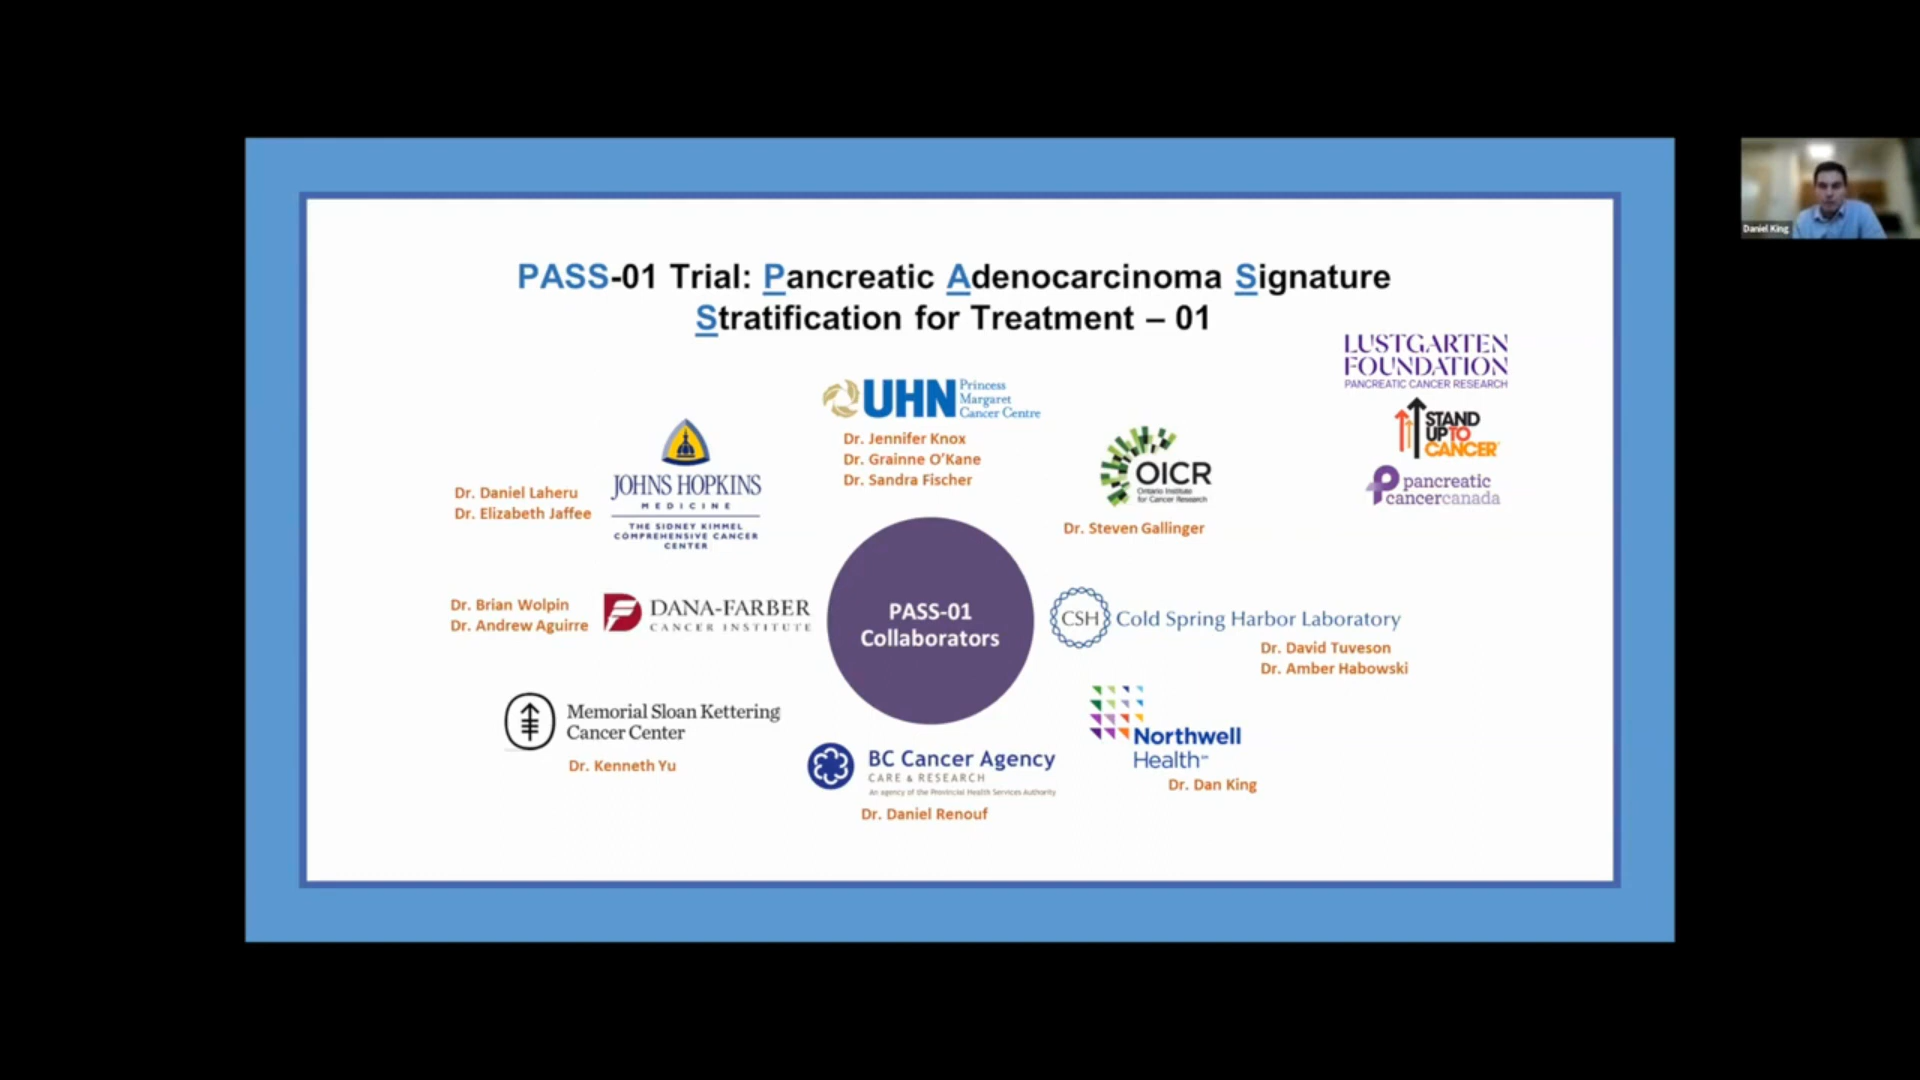 PASS-01 Trial: Pancreatic Adenocarcinoma Signature
Stratification for Treatment – 01
LUSTGARTEN
FOUNDATION
PANCREATIC CANCER RESEARCH
STAND
UP TO
CANCER
pancreatic
cancercanada
UHN Princess
Margaret
Cancer Centre
Dr. Jennifer Knox
Dr. Grainne O'Kane
Dr. Sandra Fischer
OICR
Ontario Institute
for Cancer Research
Dr. Steven Gallinger
Dr. Daniel Laheru
Dr. Elizabeth Jaffee
JOHNS HOPKINS
MEDICINE
THE SIDNEY KIMMEL
COMPREHENSIVE CANCER
CENTER
Dr. Brian Wolpin
Dr. Andrew Aguirre
DANA-FARBER
CANCER INSTITUTE
PASS-01
Collaborators
CSH Cold Spring Harbor Laboratory
Dr. David Tuveson
Dr. Amber Habowski
Memorial Sloan Kettering
Cancer Center
Dr. Kenneth Yu
BC Cancer Agency
CARE & RESEARCH
An agency of the Provincial Health Services Authority
Dr. Daniel Renouf
Northwell
Health℠
Dr. Dan King
Daniel King